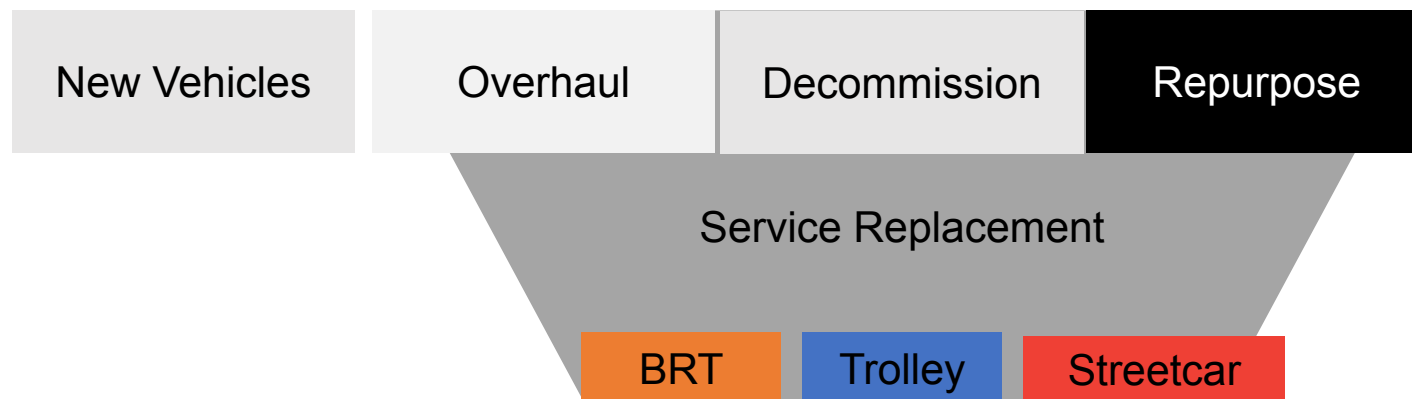 New Vehicles
Overhaul
Decommission
Repurpose
Service Replacement
BRT
Trolley
Streetcar